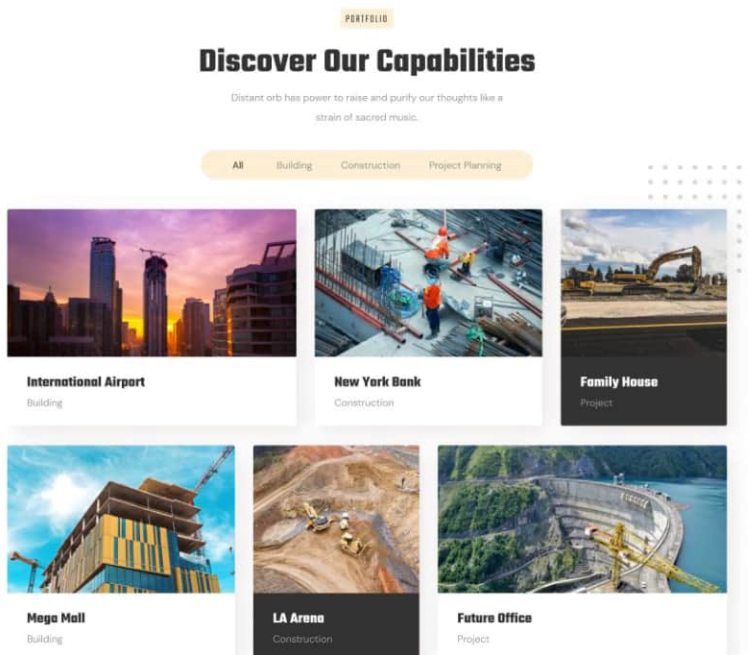 PORTFOLIO
Discover Our Capabilities
Distant orb has power to raise and purify our thoughts like a
strain of sacred music.
All Building Construction Project Planning
International Airport
Building
New York Bank
Construction
Family House
Project
Mega Mall
Building
LA Arena
Construction
Future Office
Project